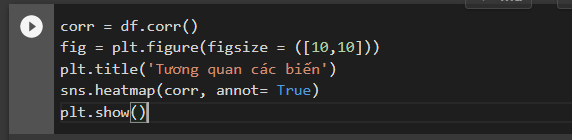 corr = df.corr()
fig = plt.figure(figsize = ([10,10]))
plt.title('Tương quan các biến')
sns.heatmap(corr, annot= True)
plt.show()